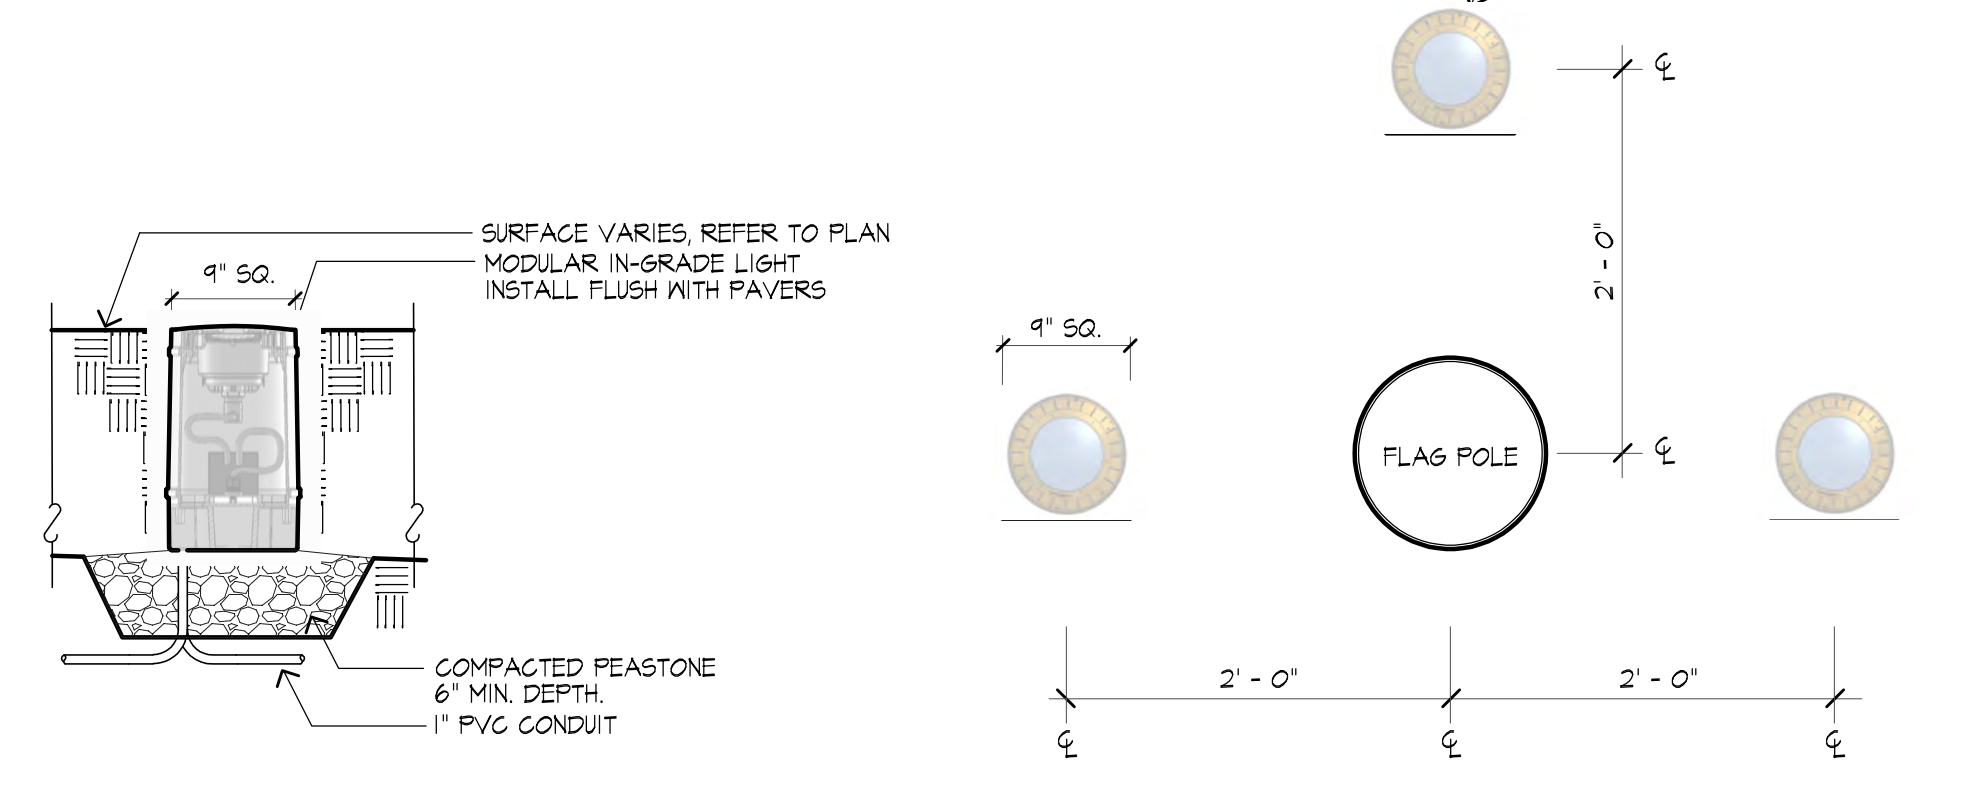 SURFACE VARIES, REFER TO PLAN
MODULAR IN-GRADE LIGHT
INSTALL FLUSH WITH PAVERS
9" SQ.
COMPACTED PEASTONE
6" MIN. DEPTH.
1" PVC CONDUIT
℄
2' - 0"
9" SQ.
FLAG POLE
℄
2' - 0"
2' - 0"
℄
℄
℄